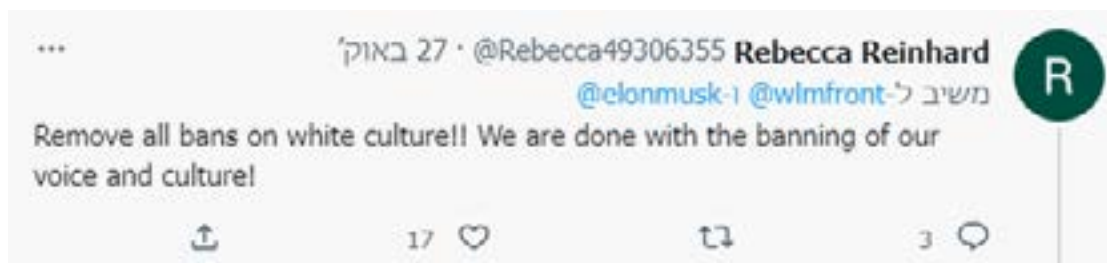 Rebecca Reinhard @Rebecca49306355 · 27 באוק׳
משיב ל-@wlmfront ו-@elonmusk
Remove all bans on white culture!! We are done with the banning of our
voice and culture!
3 17
R